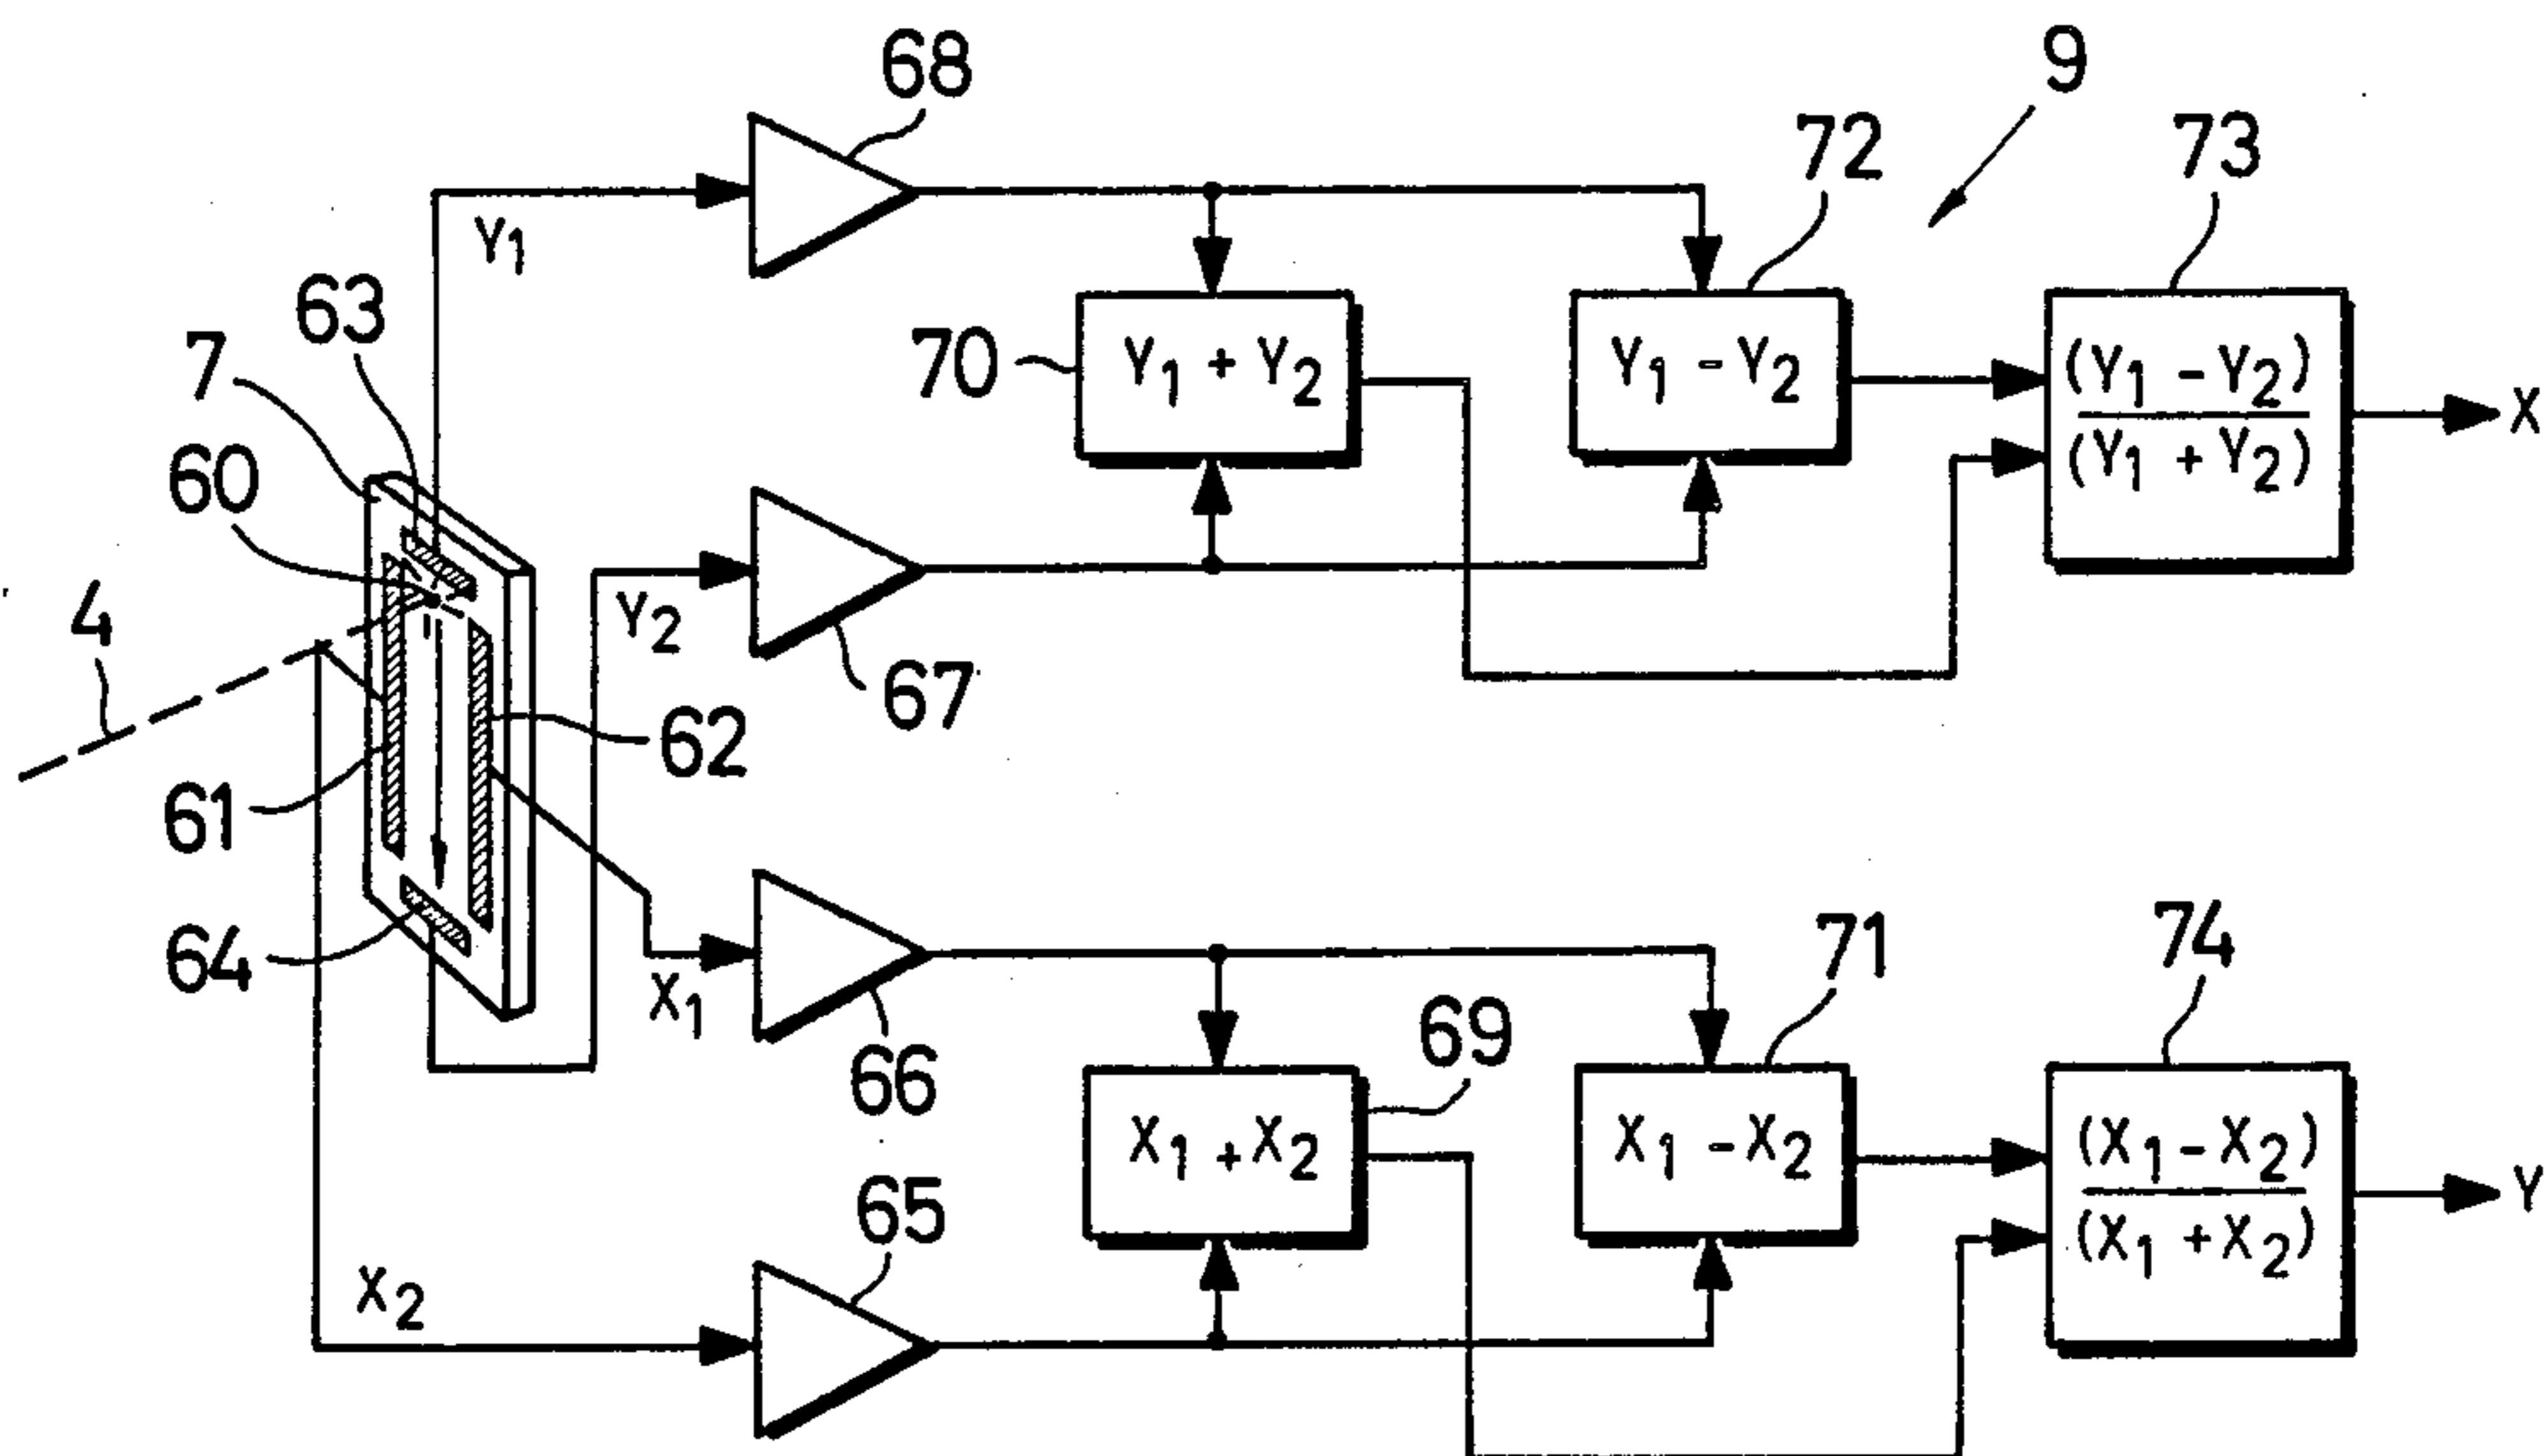 68
9
72
73
Y1
63
7
70
Y1 + Y2
Y1 - Y2
(Y1 - Y2)
(Y1 + Y2)
X
60
4
Y2
67
62
61
64
X1
66
69
71
74
X1 + X2
X1 - X2
(X1 - X2)
(X1 + X2)
Y
65
X2